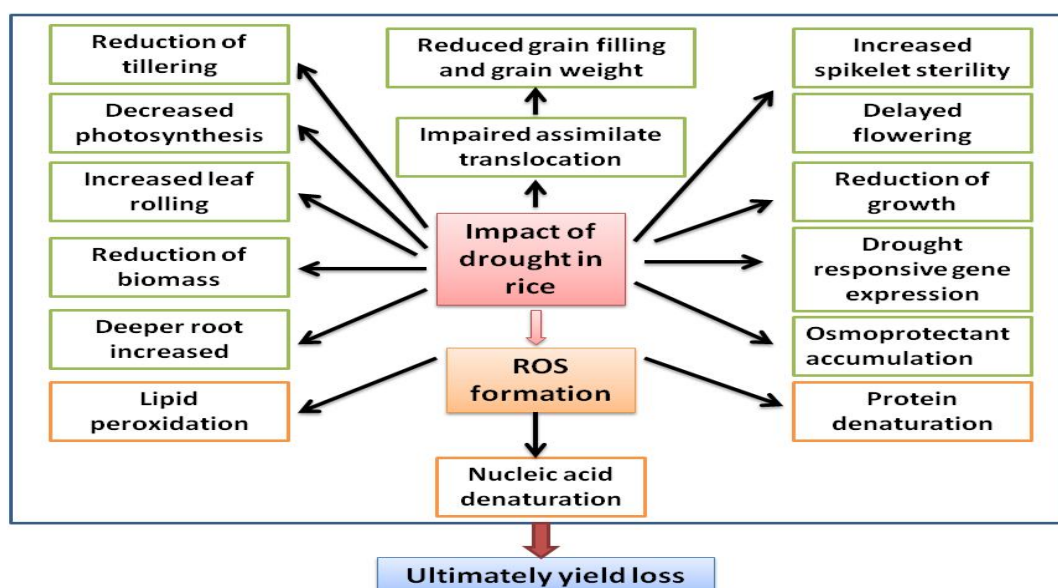 Reduction of
tillering
Decreased
photosynthesis
Increased leaf
rolling
Reduction of
biomass
Deeper root
increased
Lipid
peroxidation
Reduced grain filling
and grain weight
Impaired assimilate
translocation
Impact of
drought in
rice
ROS
formation
Nucleic acid
denaturation
Increased
spikelet sterility
Delayed
flowering
Reduction of
growth
Drought
responsive gene
expression
Osmoprotectant
accumulation
Protein
denaturation
Ultimately yield loss